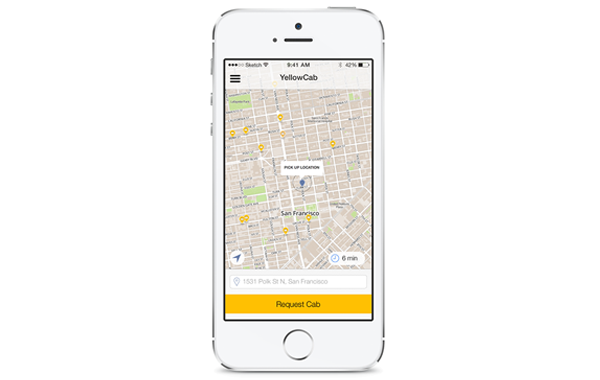 Sketch 9:41 AM 42%
YellowCab
PICK UP LOCATION
San Francisco
6 min
1531 Polk St N, San Francisco
Request Cab